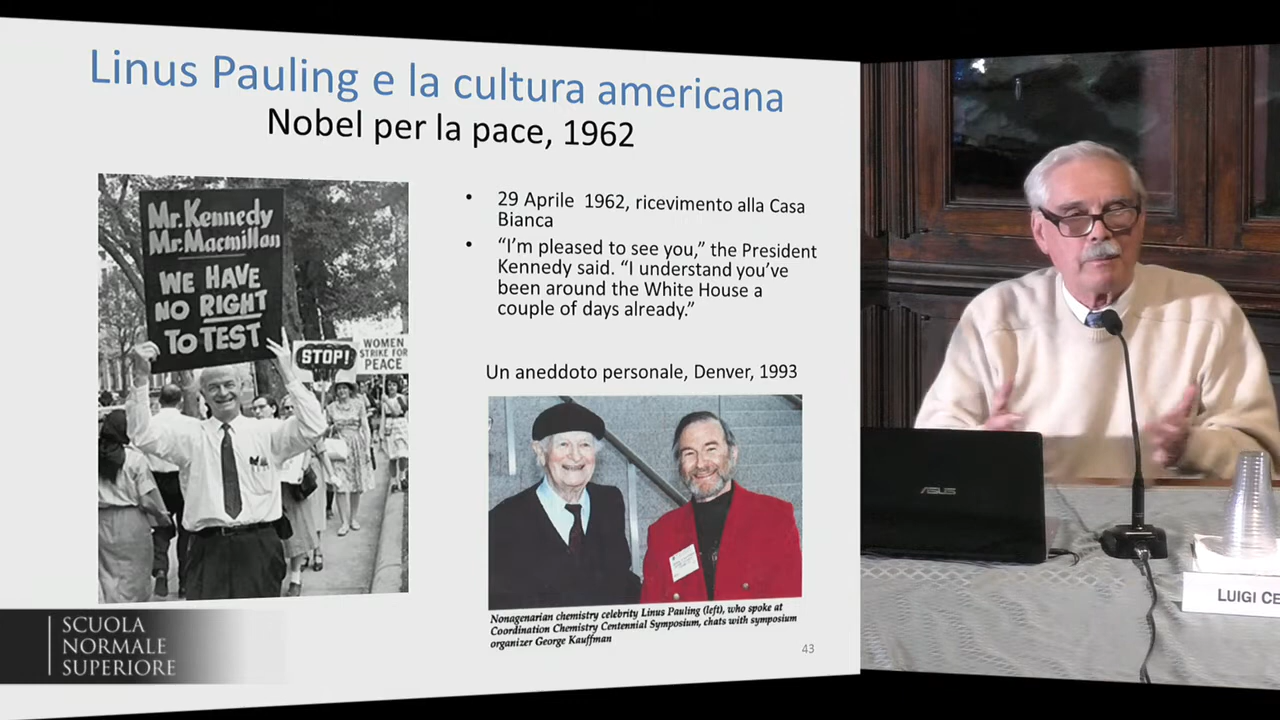 Linus Pauling e la cultura americana
Nobel per la pace, 1962
Mr. Kennedy
Mr. Macmillan
WE HAVE
NO RIGHT
TO TEST
STOP!
WOMEN
STRIKE FOR
PEACE
• 29 Aprile 1962, ricevimento alla Casa
Bianca
• “I’m pleased to see you,” the President
Kennedy said. “I understand you’ve
been around the White House a
couple of days already.”
Un aneddoto personale, Denver, 1993
Nonagenarian chemistry celebrity Linus Pauling (left), who spoke at
Coordination Chemistry Centennial Symposium, chats with symposium
organizer George Kauffman
43
SCUOLA
NORMALE
SUPERIORE
ASUS
LUIGI CE